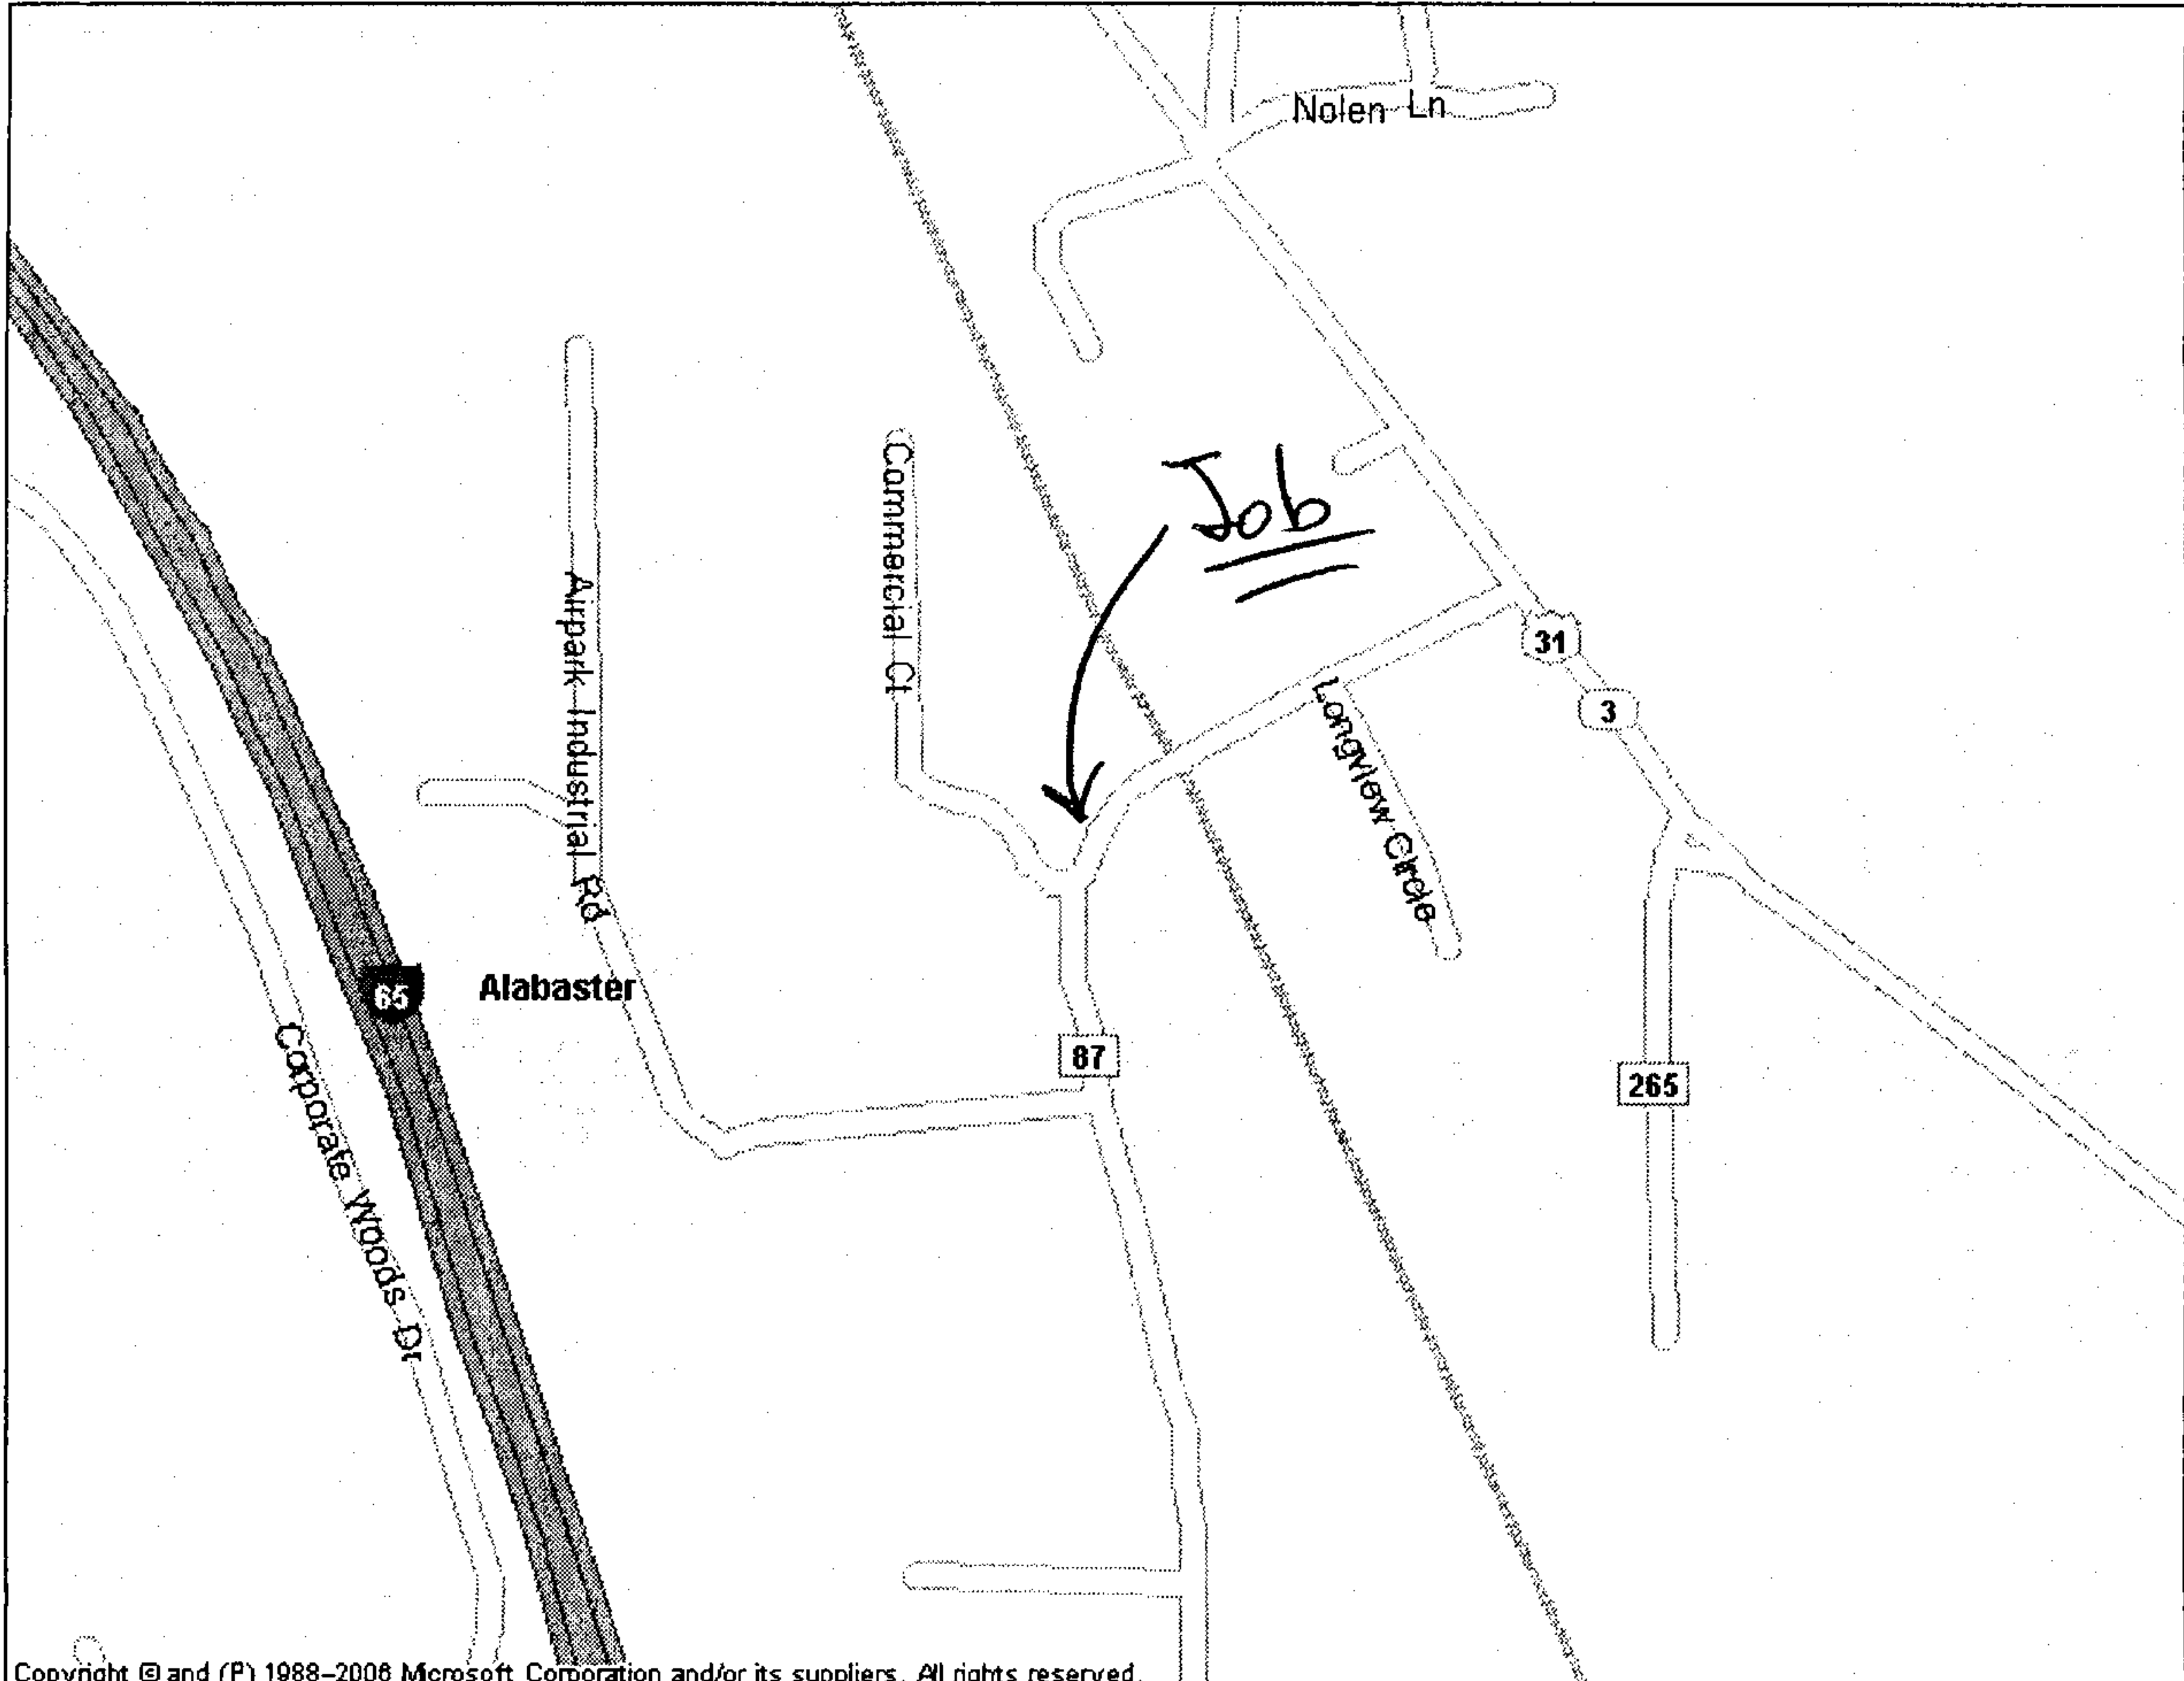 Nolen Ln
Commercial Ct
Job
Airpark Industrial Rd
31
3
Longview Circle
65
Alabaster
87
265
Corporate Woods Dr
Copyright © and (P) 1988–2006 Microsoft Corporation and/or its suppliers. All rights reserved.